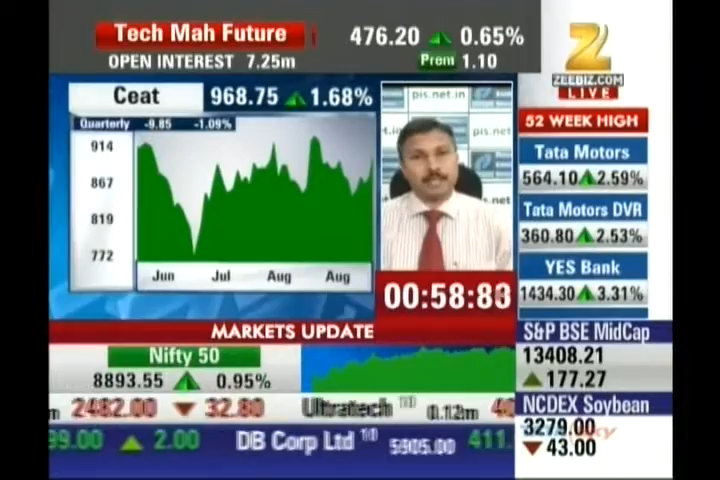 Tech Mah Future 476.20 0.65%
OPEN INTEREST 7.25m Prem 1.10
ZEEBIZ.COM
LIVE
Ceat 968.75 1.68%
Quarterly -9.85 -1.09%
914
867
819
772
Jun Jul Aug Aug
pis.net.in
pis.net
00:58:88
52 WEEK HIGH
Tata Motors
564.10 2.59%
Tata Motors DVR
360.80 2.53%
YES Bank
1434.30 3.31%
MARKETS UPDATE
Nifty 50
8893.55 0.95%
S&P BSE MidCap
13408.21
177.27
NCDEX Soybean
3279.00
43.00
2482.00 32.80 Ultratech 0.12m
99.00 2.00 DB Corp Ltd 5905.00 411.